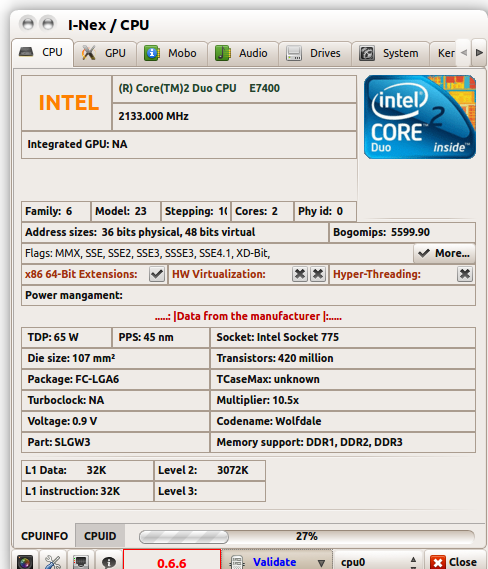 I-Nex / CPU
CPU GPU Mobo Audio Drives System Ker
INTEL
(R) Core(TM)2 Duo CPU E7400
2133.000 MHz
Integrated GPU: NA
intel
CORE 2
Duo inside™
Family: 6 Model: 23 Stepping: 10 Cores: 2 Phy id: 0
Address sizes: 36 bits physical, 48 bits virtual Bogomips: 5599.90
Flags: MMX, SSE, SSE2, SSE3, SSSE3, SSE4.1, XD-Bit, More...
x86 64-Bit Extensions: HW Virtualization: Hyper-Threading:
Power mangament:
.....: |Data from the manufacturer |:.....
TDP: 65 W PPS: 45 nm Socket: Intel Socket 775
Die size: 107 mm² Transistors: 420 million
Package: FC-LGA6 TCaseMax: unknown
Turboclock: NA Multiplier: 10.5x
Voltage: 0.9 V Codename: Wolfdale
Part: SLGW3 Memory support: DDR1, DDR2, DDR3
L1 Data: 32K Level 2: 3072K
L1 instruction: 32K Level 3:
CPUINFO CPUID 27%
0.6.6 Validate cpu0 Close